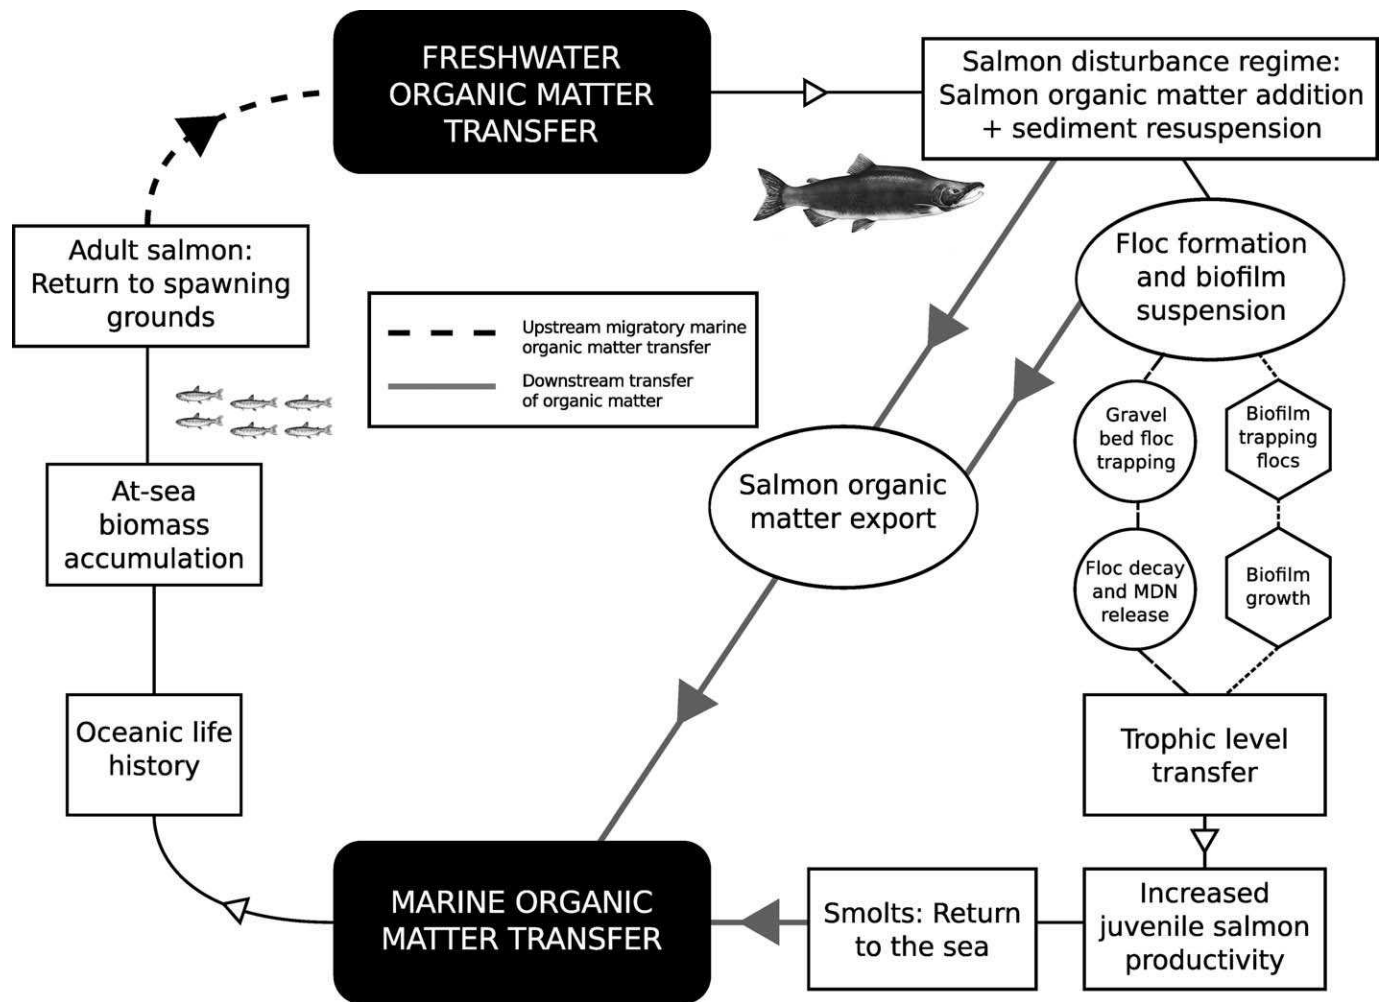 FRESHWATER
ORGANIC MATTER
TRANSFER
Salmon disturbance regime:
Salmon organic matter addition
+ sediment resuspension
Adult salmon:
Return to spawning
grounds
Floc formation
and biofilm
suspension
Upstream migratory marine
organic matter transfer
Downstream transfer
of organic matter
Gravel
bed floc
trapping
Biofilm
trapping
flocs
Salmon organic
matter export
At-sea
biomass
accumulation
Floc decay
and MDN
release
Biofilm
growth
Oceanic life
history
Trophic level
transfer
MARINE ORGANIC
MATTER TRANSFER
Smolts: Return
to the sea
Increased
juvenile salmon
productivity